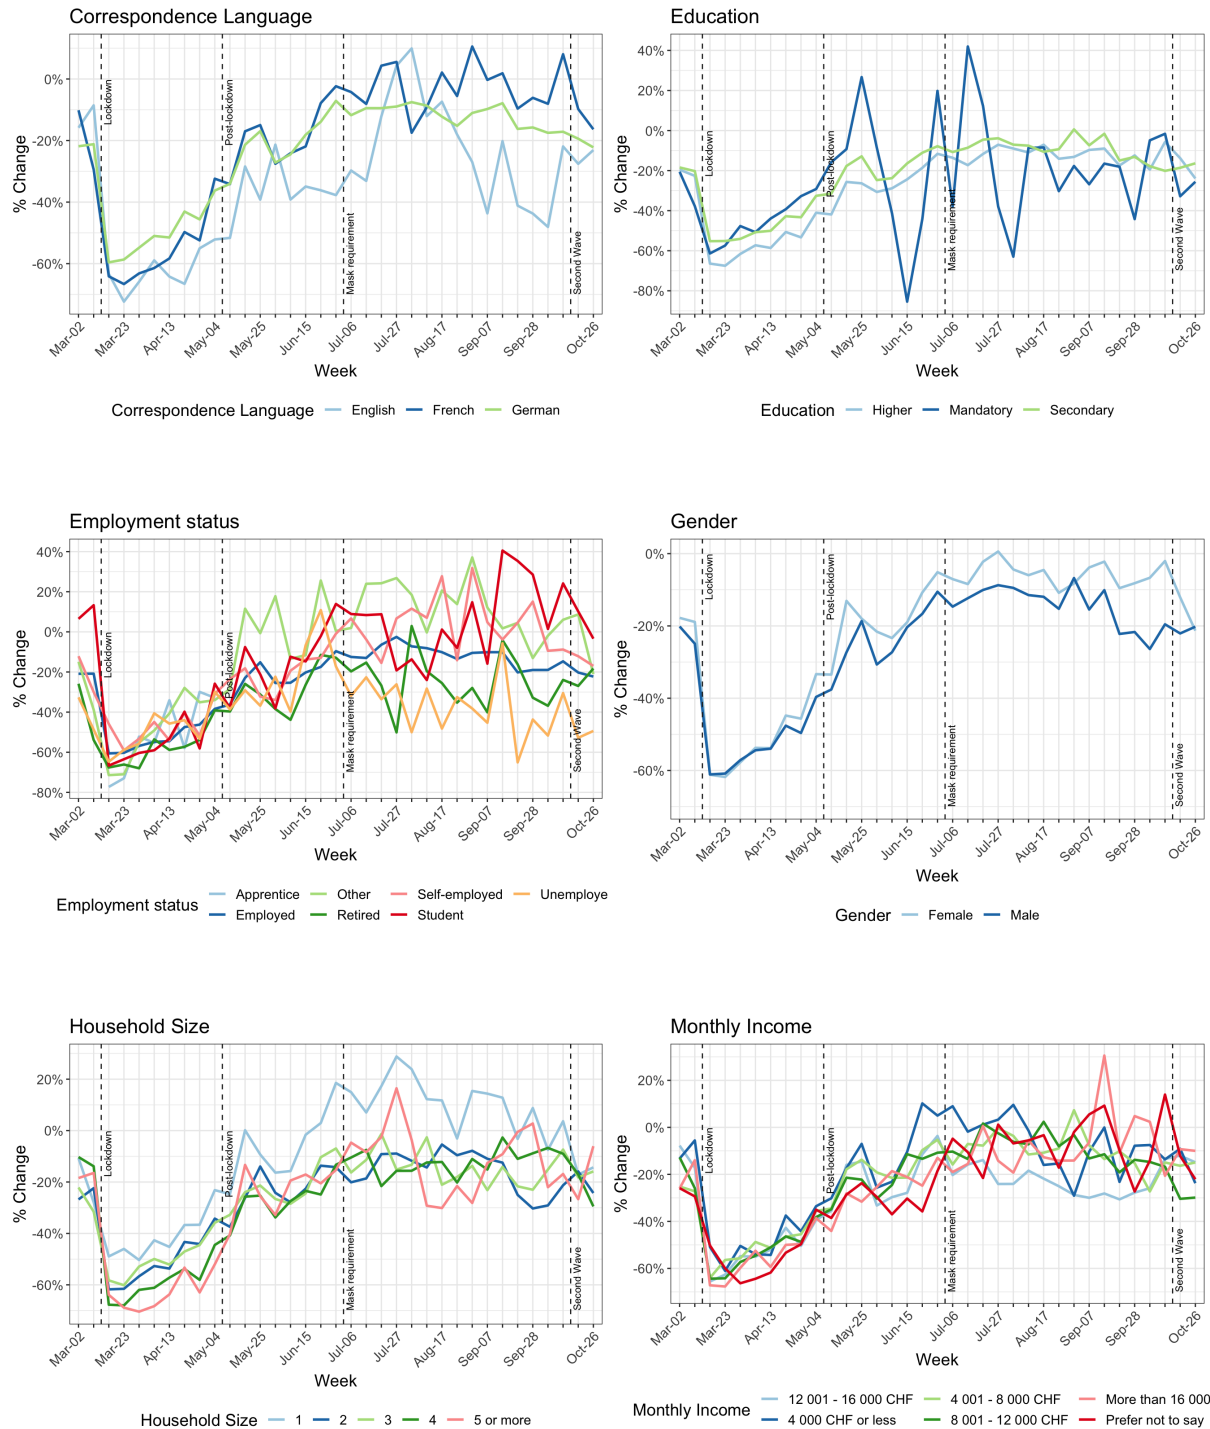 Correspondence Language
% Change
0%
-20%
-40%
-60%
Lockdown
Post-lockdown
Mask requirement
Second Wave
Mar-02
Mar-23
Apr-13
May-04
May-25
Jun-15
Jul-06
Jul-27
Aug-17
Sep-07
Sep-28
Oct-26
Week
Correspondence Language English French German
Education
% Change
40%
20%
0%
-20%
-40%
-60%
-80%
Lockdown
Post-lockdown
Mask requirement
Second Wave
Mar-02
Mar-23
Apr-13
May-04
May-25
Jun-15
Jul-06
Jul-27
Aug-17
Sep-07
Sep-28
Oct-26
Week
Education Higher Mandatory Secondary
Employment status
% Change
40%
20%
0%
-20%
-40%
-60%
-80%
Lockdown
Post-lockdown
Mask requirement
Second Wave
Mar-02
Mar-23
Apr-13
May-04
May-25
Jun-15
Jul-06
Jul-27
Aug-17
Sep-07
Sep-28
Oct-26
Week
Employment status
Apprentice Other Self-employed Unemploye
Employed Retired Student
Gender
% Change
0%
-20%
-40%
-60%
Lockdown
Post-lockdown
Mask requirement
Second Wave
Mar-02
Mar-23
Apr-13
May-04
May-25
Jun-15
Jul-06
Jul-27
Aug-17
Sep-07
Sep-28
Oct-26
Week
Gender Female Male
Household Size
% Change
20%
0%
-20%
-40%
-60%
Lockdown
Post-lockdown
Mask requirement
Second Wave
Mar-02
Mar-23
Apr-13
May-04
May-25
Jun-15
Jul-06
Jul-27
Aug-17
Sep-07
Sep-28
Oct-26
Week
Household Size 1 2 3 4 5 or more
Monthly Income
% Change
20%
0%
-20%
-40%
-60%
Lockdown
Post-lockdown
Mask requirement
Second Wave
Mar-02
Mar-23
Apr-13
May-04
May-25
Jun-15
Jul-06
Jul-27
Aug-17
Sep-07
Sep-28
Oct-26
Week
Monthly Income
12 001 - 16 000 CHF 4 001 - 8 000 CHF More than 16 000
4 000 CHF or less 8 001 - 12 000 CHF Prefer not to say